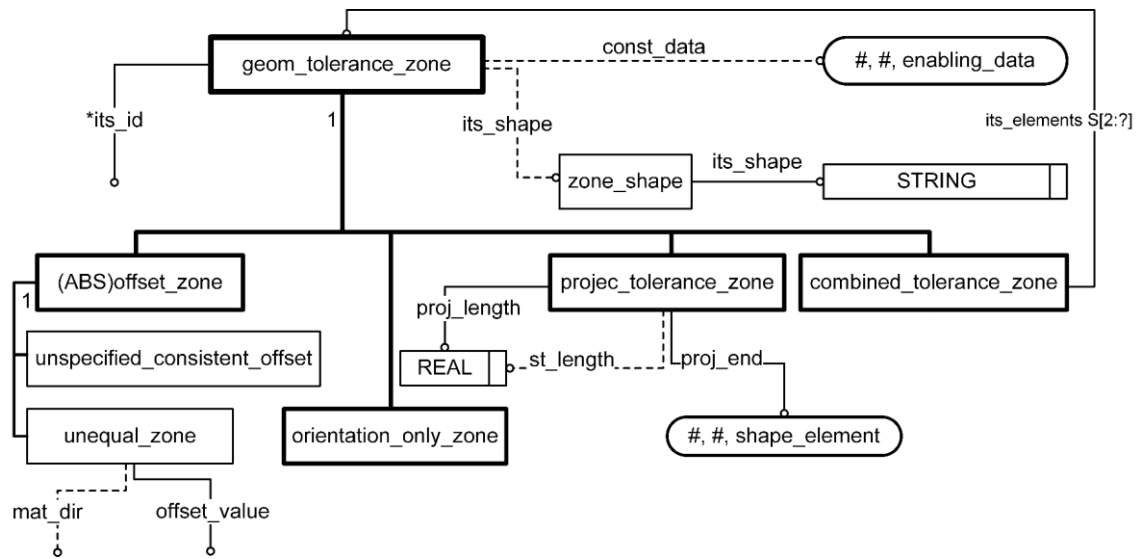 const_data
geom_tolerance_zone
#, #, enabling_data
*its_id
1
its_shape
its_elements S[2:?]
its_shape
zone_shape
STRING
(ABS)offset_zone
projec_tolerance_zone
combined_tolerance_zone
1
proj_length
unspecified_consistent_offset
REAL
st_length
proj_end
unequal_zone
orientation_only_zone
#, #, shape_element
mat_dir
offset_value